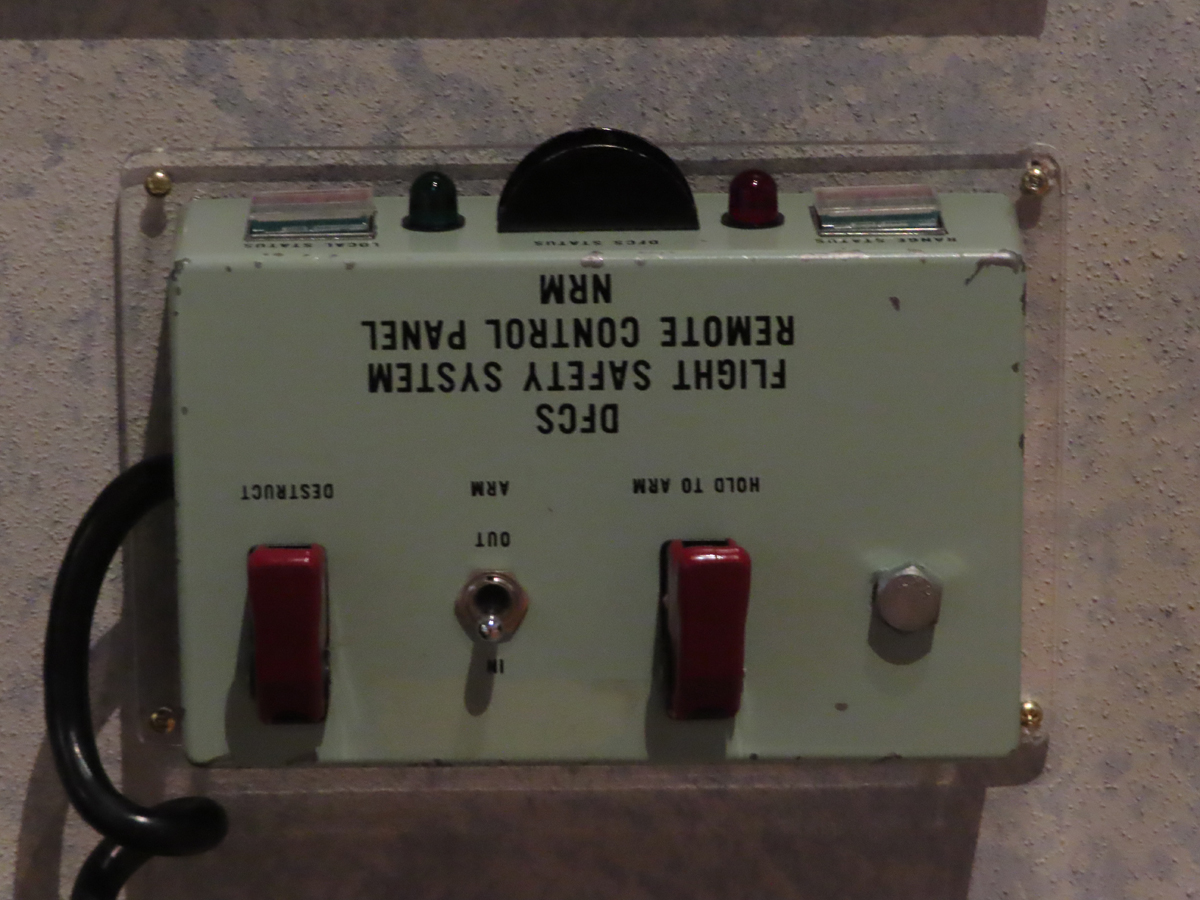 IN
OUT
HOLD TO ARM ARM DESTRUCT
DFCS
FLIGHT SAFETY SYSTEM
REMOTE CONTROL PANEL
NRM
RANGE STATUS DFCS STATUS LOCAL STATUS